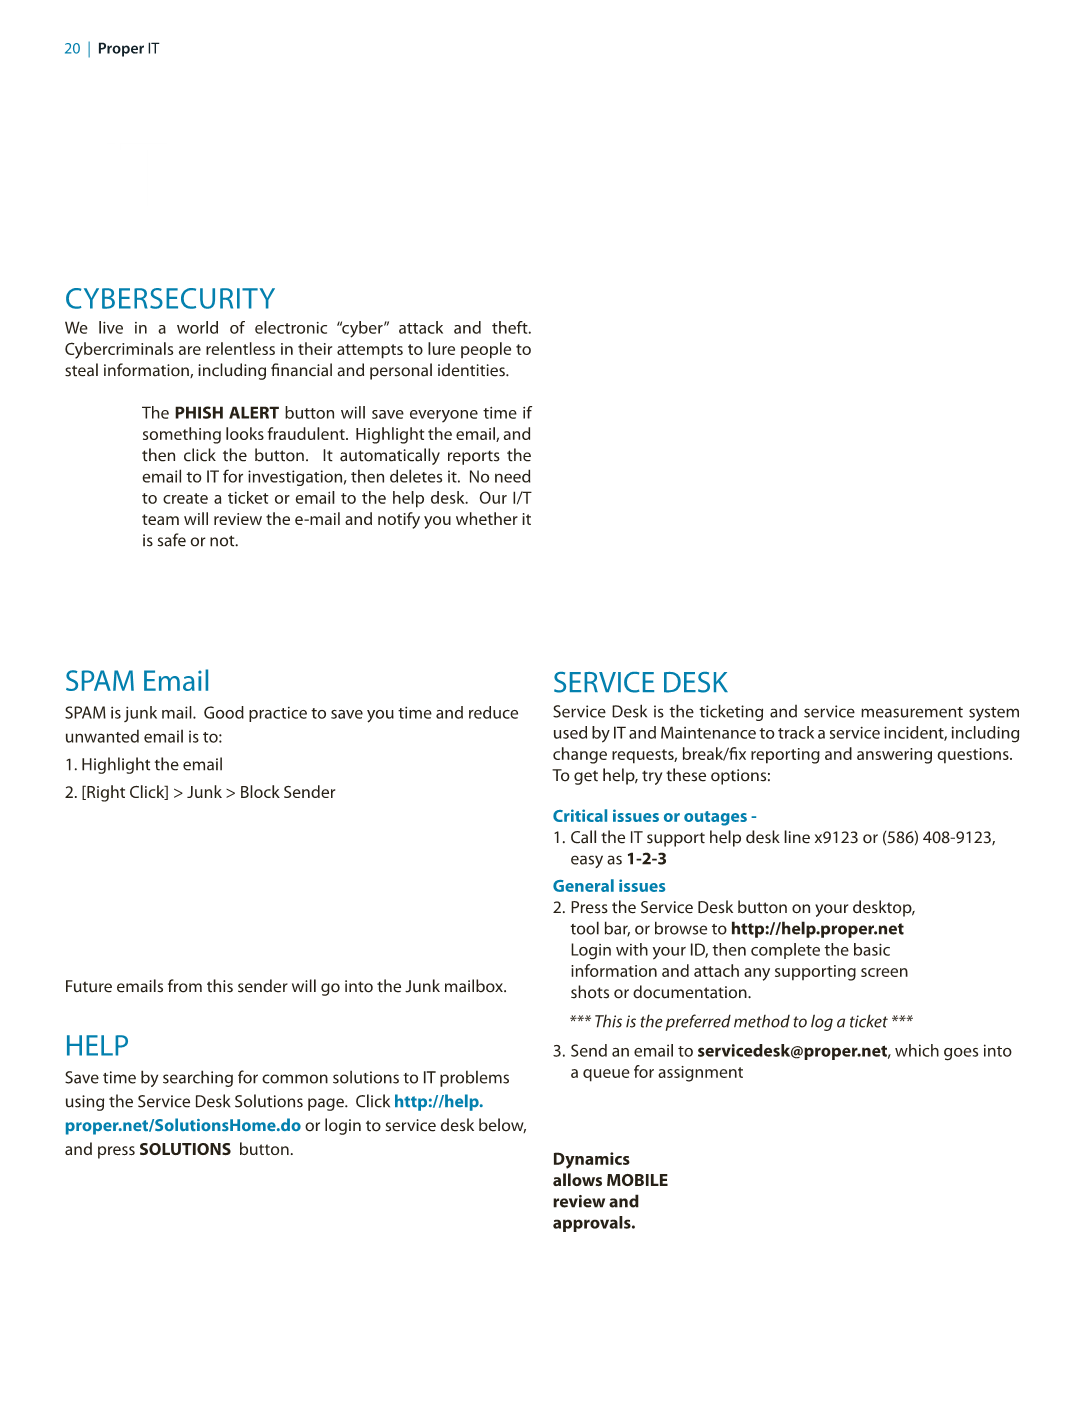 20 | Proper IT
CYBERSECURITY
We live in a world of electronic “cyber” attack and theft.
Cybercriminals are relentless in their attempts to lure people to
steal information, including financial and personal identities.
The PHISH ALERT button will save everyone time if
something looks fraudulent. Highlight the email, and
then click the button. It automatically reports the
email to IT for investigation, then deletes it. No need
to create a ticket or email to the help desk. Our I/T
team will review the e-mail and notify you whether it
is safe or not.
SPAM Email
SPAM is junk mail. Good practice to save you time and reduce
unwanted email is to:
1. Highlight the email
2. [Right Click] > Junk > Block Sender
Future emails from this sender will go into the Junk mailbox.
HELP
Save time by searching for common solutions to IT problems
using the Service Desk Solutions page. Click http://help.
proper.net/SolutionsHome.do or login to service desk below,
and press SOLUTIONS button.
SERVICE DESK
Service Desk is the ticketing and service measurement system
used by IT and Maintenance to track a service incident, including
change requests, break/fix reporting and answering questions.
To get help, try these options:
Critical issues or outages -
1. Call the IT support help desk line x9123 or (586) 408-9123,
easy as 1-2-3
General issues
2. Press the Service Desk button on your desktop,
tool bar, or browse to http://help.proper.net
Login with your ID, then complete the basic
information and attach any supporting screen
shots or documentation.
*** This is the preferred method to log a ticket ***
3. Send an email to servicedesk@proper.net, which goes into
a queue for assignment
Dynamics
allows MOBILE
review and
approvals.